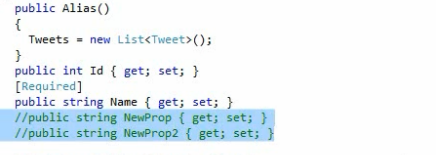 public Alias()
{
Tweets = new List<Tweet>();
}
public int Id { get; set; }
[Required]
public string Name { get; set; }
//public string NewProp { get; set; }
//public string NewProp2 { get; set; }